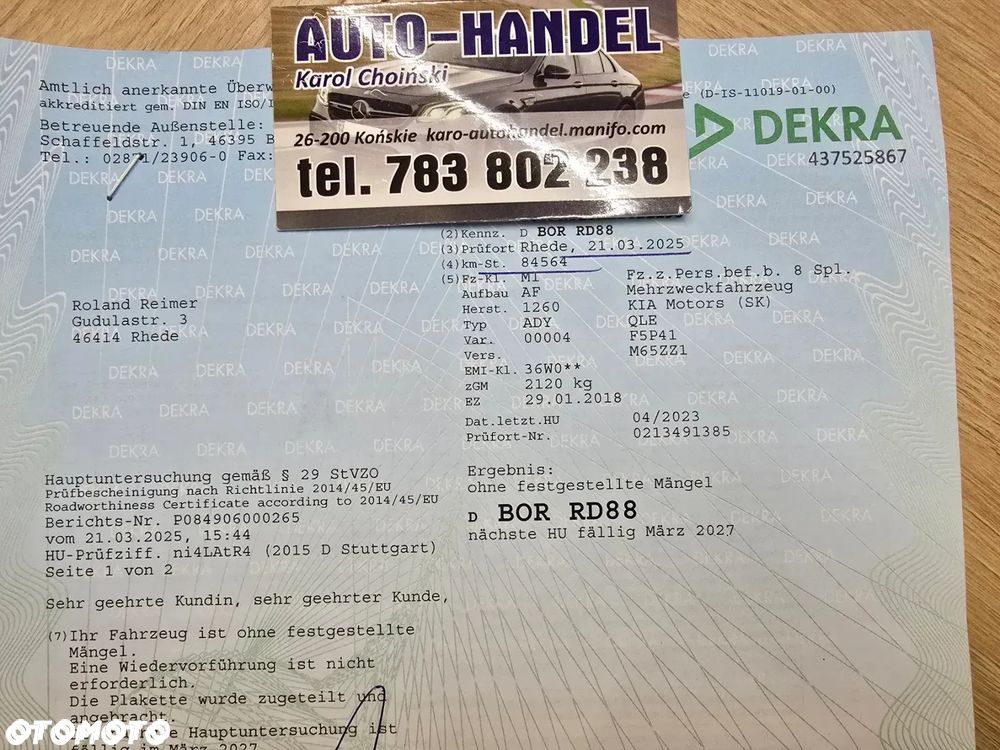 AUTO-HANDEL
Karol Choiński
26-200 Końskie karo-autohandel.manifo.com
tel. 783 802 238
DEKRA
Amtlich anerkannte Überw
akkreditiert gem. DIN EN ISO/I
e (D-IS-11019-01-00)
Betreuende Außenstelle:
Schaffeldstr. 1, 46395 B
Tel.: 02871/23906-0 Fax:
DEKRA
437525867
(2) Kennz. D BOR RD88
(3) Prüfort Rhede, 21.03.2025
(4) km-St. 84564
(5) Fz-Kl. M1 Fz.z.Pers.bef.b. 8 Spl.
Aufbau AF Mehrzweckfahrzeug
Herst. 1260 KIA Motors (SK)
Typ ADY QLE
Var. 00004 F5P41
Vers. M65ZZ1
EMI-Kl. 36W0**
zGM 2120 kg
EZ 29.01.2018
Dat.letzt.HU 04/2023
Prüfort-Nr. 0213491385
Roland Reimer
Gudulastr. 3
46414 Rhede
Hauptuntersuchung gemäß § 29 StVZO
Prüfbescheinigung nach Richtlinie 2014/45/EU
Roadworthiness Certificate according to 2014/45/EU
Berichts-Nr. P084906000265
vom 21.03.2025, 15:44
HU-Prüfziff. ni4LAtR4 (2015 D Stuttgart)
Seite 1 von 2
Ergebnis:
ohne festgestellte Mängel
D BOR RD88
nächste HU fällig März 2027
Sehr geehrte Kundin, sehr geehrter Kunde,
(7) Ihr Fahrzeug ist ohne festgestellte
Mängel.
Eine Wiedervorführung ist nicht
erforderlich.
Die Plakette wurde zugeteilt und
angebracht.
Hauptuntersuchung ist
fällig im März 2027
OTOMOTO